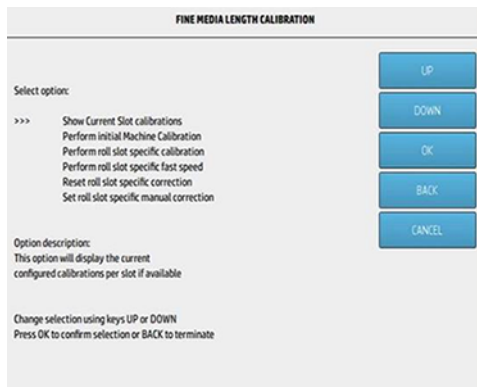 FINE MEDIA LENGTH CALIBRATION
Select option:
>>> Show Current Slot calibrations
Perform initial Machine Calibration
Perform roll slot specific calibration
Perform roll slot specific fast speed
Reset roll slot specific correction
Set roll slot specific manual correction
Option description:
This option will display the current
configured calibrations per slot if available
Change selection using keys UP or DOWN
Press OK to confirm selection or BACK to terminate
UP
DOWN
OK
BACK
CANCEL